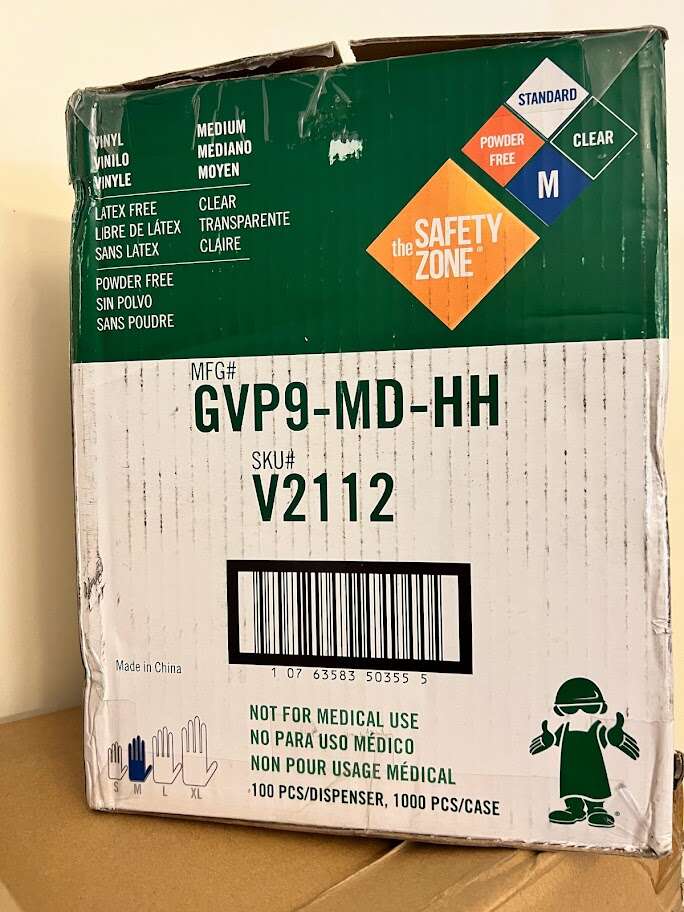 VINYL
VINILO
VINYLE
MEDIUM
MEDIANO
MOYEN
LATEX FREE
LIBRE DE LÁTEX
SANS LATEX
CLEAR
TRANSPARENTE
CLAIRE
POWDER FREE
SIN POLVO
SANS POUDRE
STANDARD
POWDER
FREE
CLEAR
M
the SAFETY
ZONE®
MFG#
GVP9-MD-HH
SKU#
V2112
1 07 63583 50355 5
Made in China
NOT FOR MEDICAL USE
NO PARA USO MÉDICO
NON POUR USAGE MÉDICAL
100 PCS/DISPENSER, 1000 PCS/CASE
S M L XL